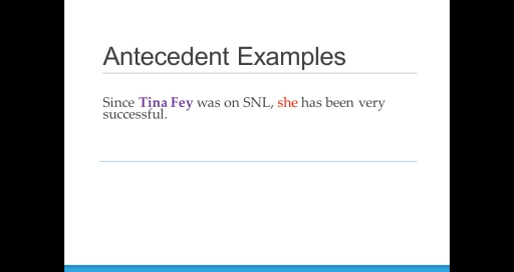 Antecedent Examples
Since Tina Fey was on SNL, she has been very
successful.